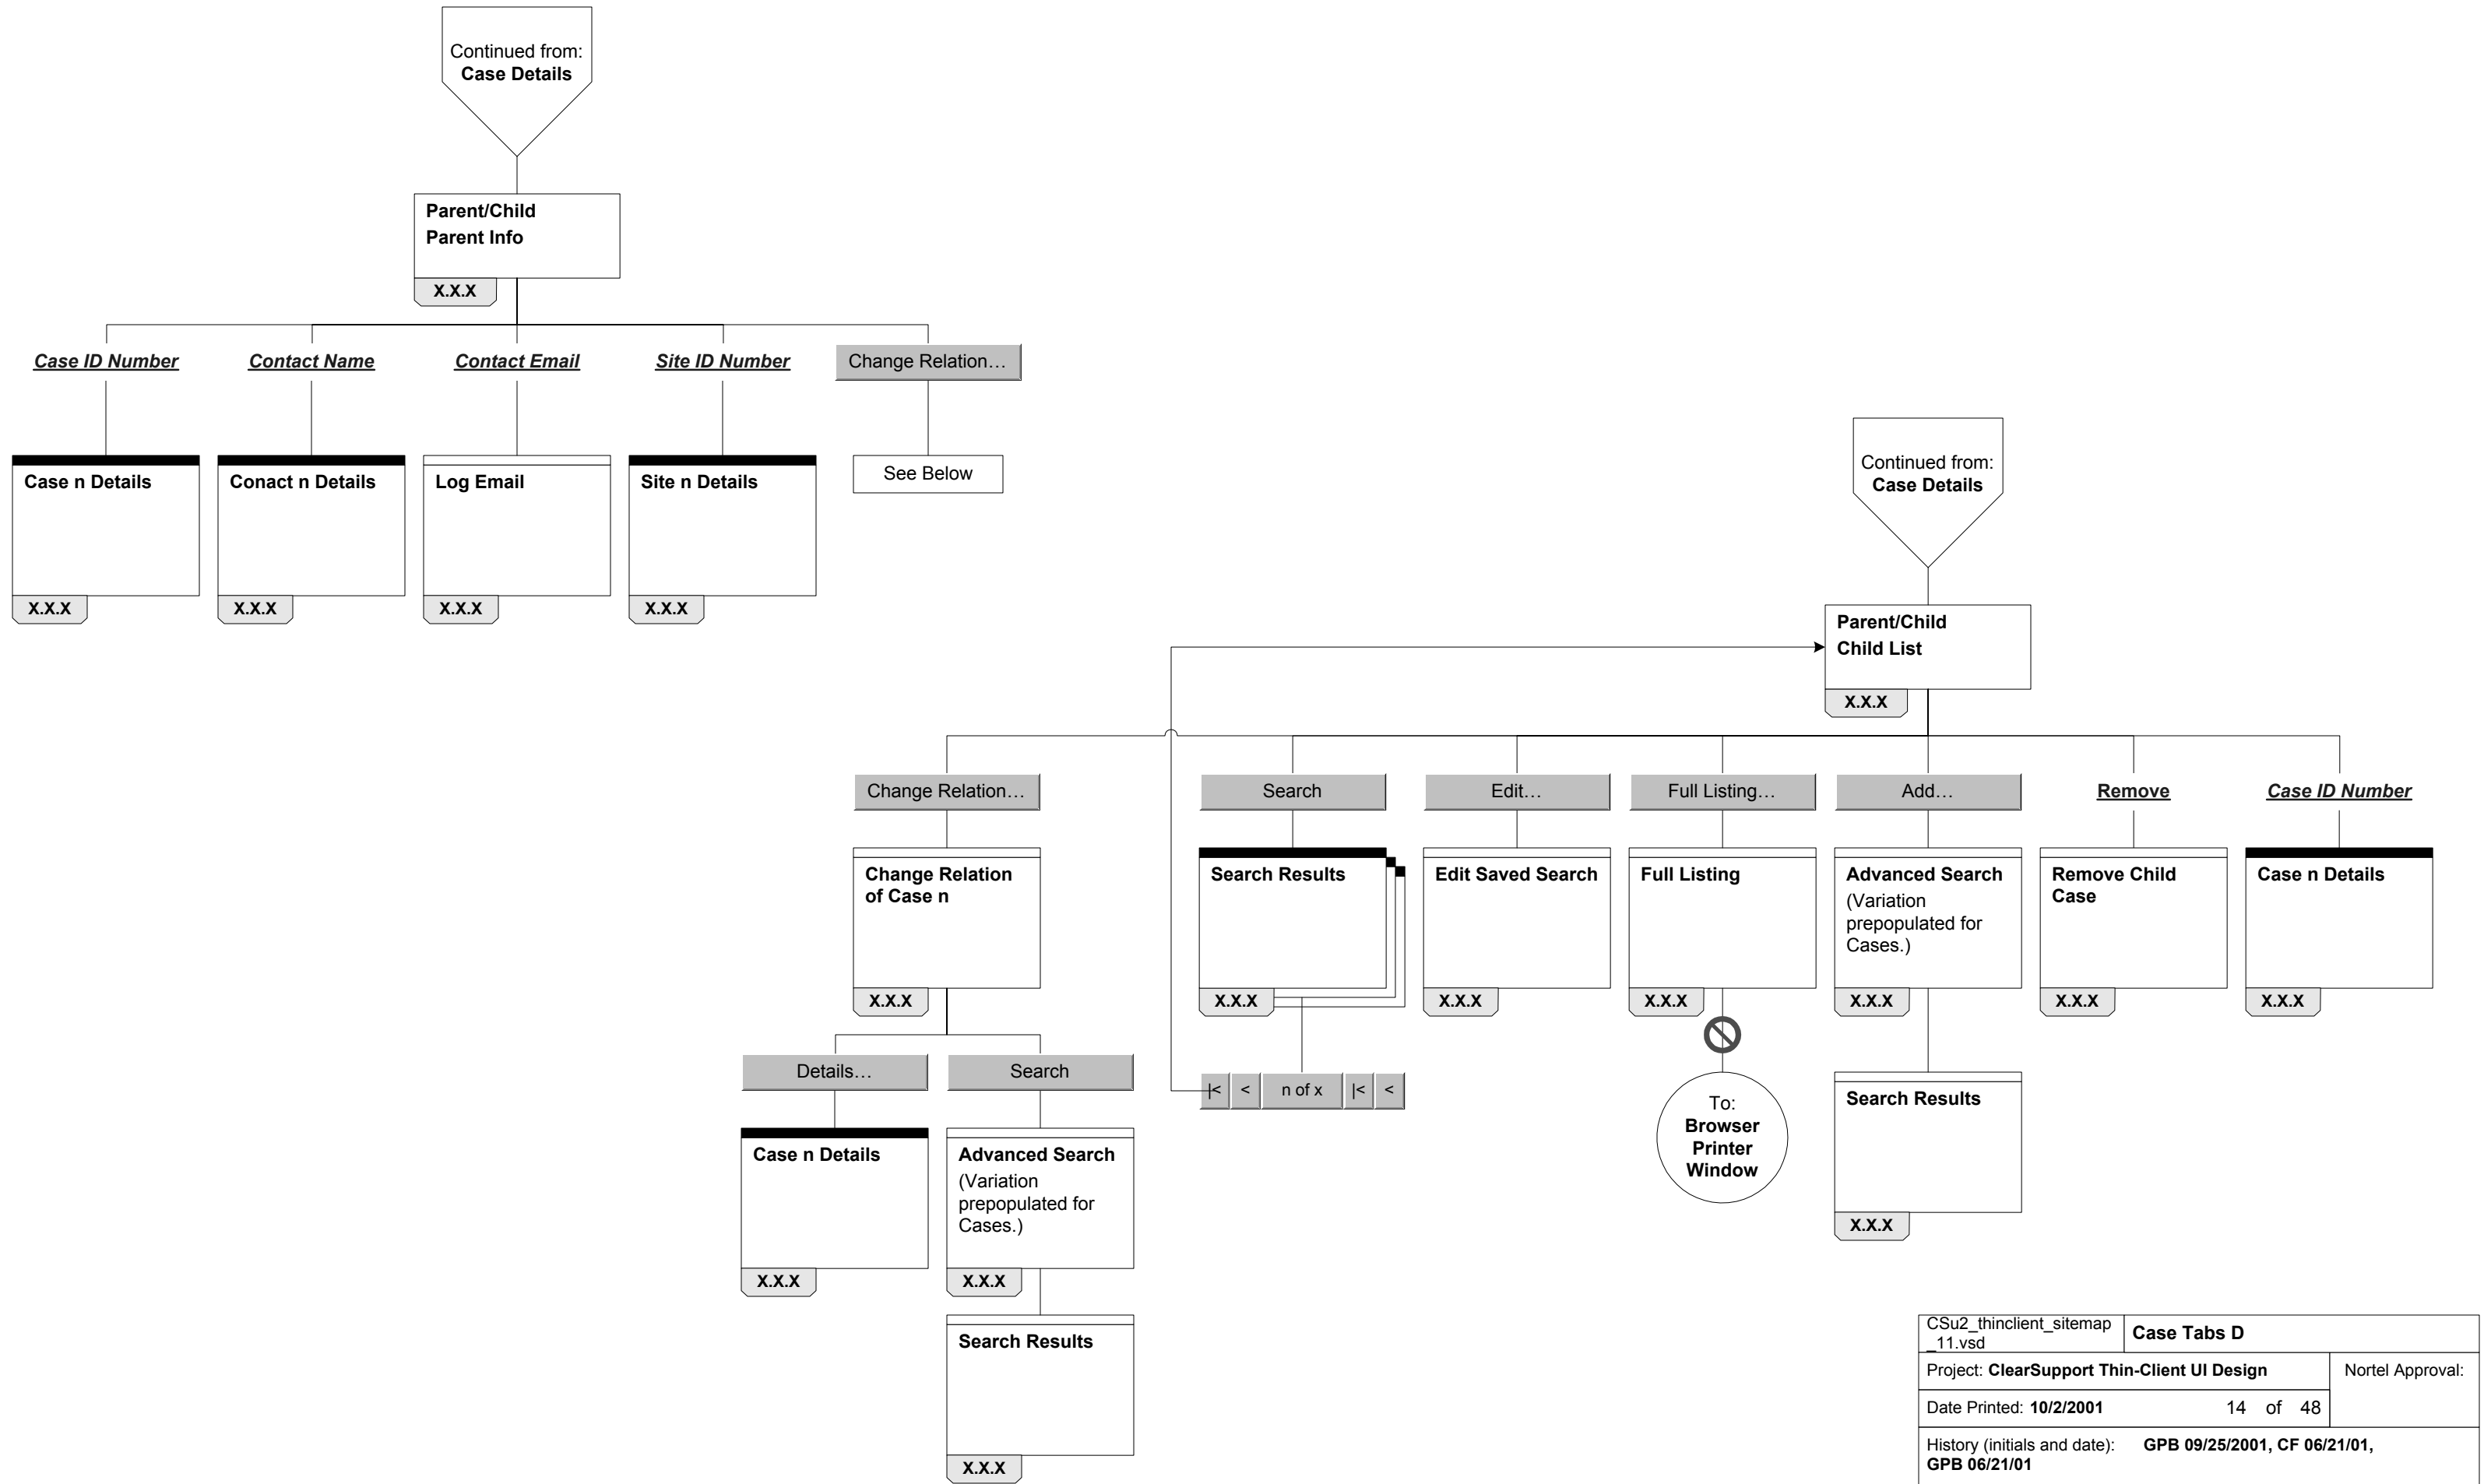 Continued from:
Case Details
Parent/Child
Parent Info
X.X.X
Case ID Number
Contact Name
Contact Email
Site ID Number
Change Relation…
Case n Details
X.X.X
Conact n Details
X.X.X
Log Email
X.X.X
Site n Details
X.X.X
See Below
Continued from:
Case Details
Parent/Child
Child List
X.X.X
Change Relation…
Search
Edit…
Full Listing…
Add…
Remove
Case ID Number
Change Relation
of Case n
X.X.X
Search Results
X.X.X
Edit Saved Search
X.X.X
Full Listing
X.X.X
Advanced Search
(Variation
prepopulated for
Cases.)
X.X.X
Remove Child
Case
X.X.X
Case n Details
X.X.X
Details…
Search
|< < n of x |< <
To:
Browser
Printer
Window
Search Results
X.X.X
Case n Details
X.X.X
Advanced Search
(Variation
prepopulated for
Cases.)
X.X.X
Search Results
X.X.X
CSu2_thinclient_sitemap
_11.vsd
Case Tabs D
Project: ClearSupport Thin-Client UI Design
Nortel Approval:
Date Printed: 10/2/2001 14 of 48
History (initials and date): GPB 09/25/2001, CF 06/21/01,
GPB 06/21/01